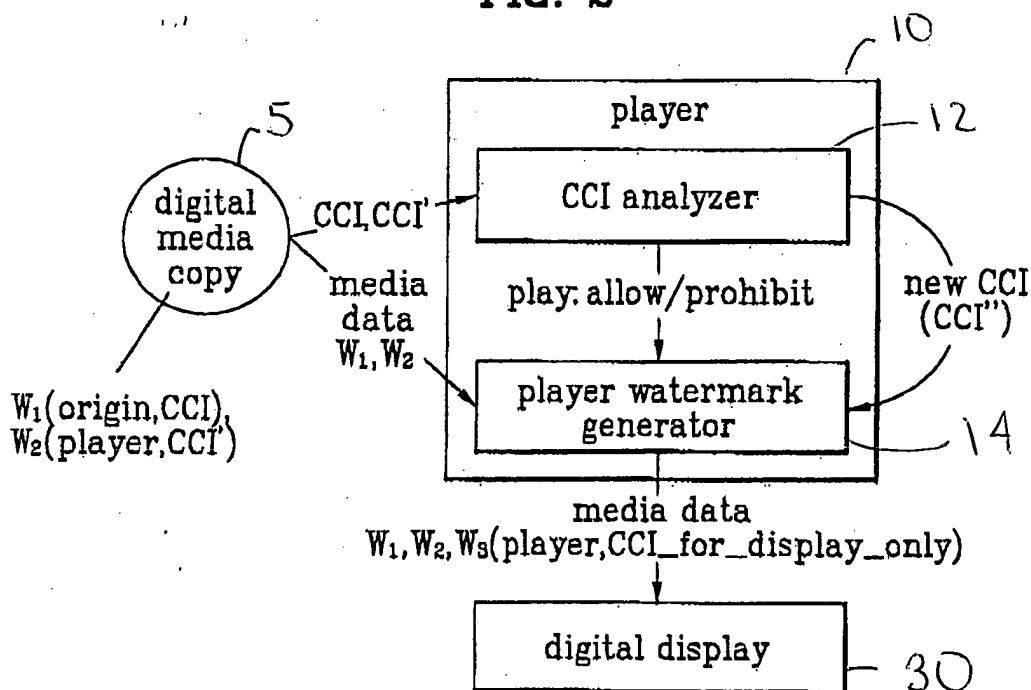 10
player
5
12
digital
media
copy
CCI,CCI'
CCI analyzer
media
data
W₁,W₂
play: allow/prohibit
new CCI
(CCI")
player watermark
generator
W₁(origin,CCI),
W₂(player,CCI')
14
media data
W₁,W₂,W₃(player,CCI_for_display_only)
digital display
30